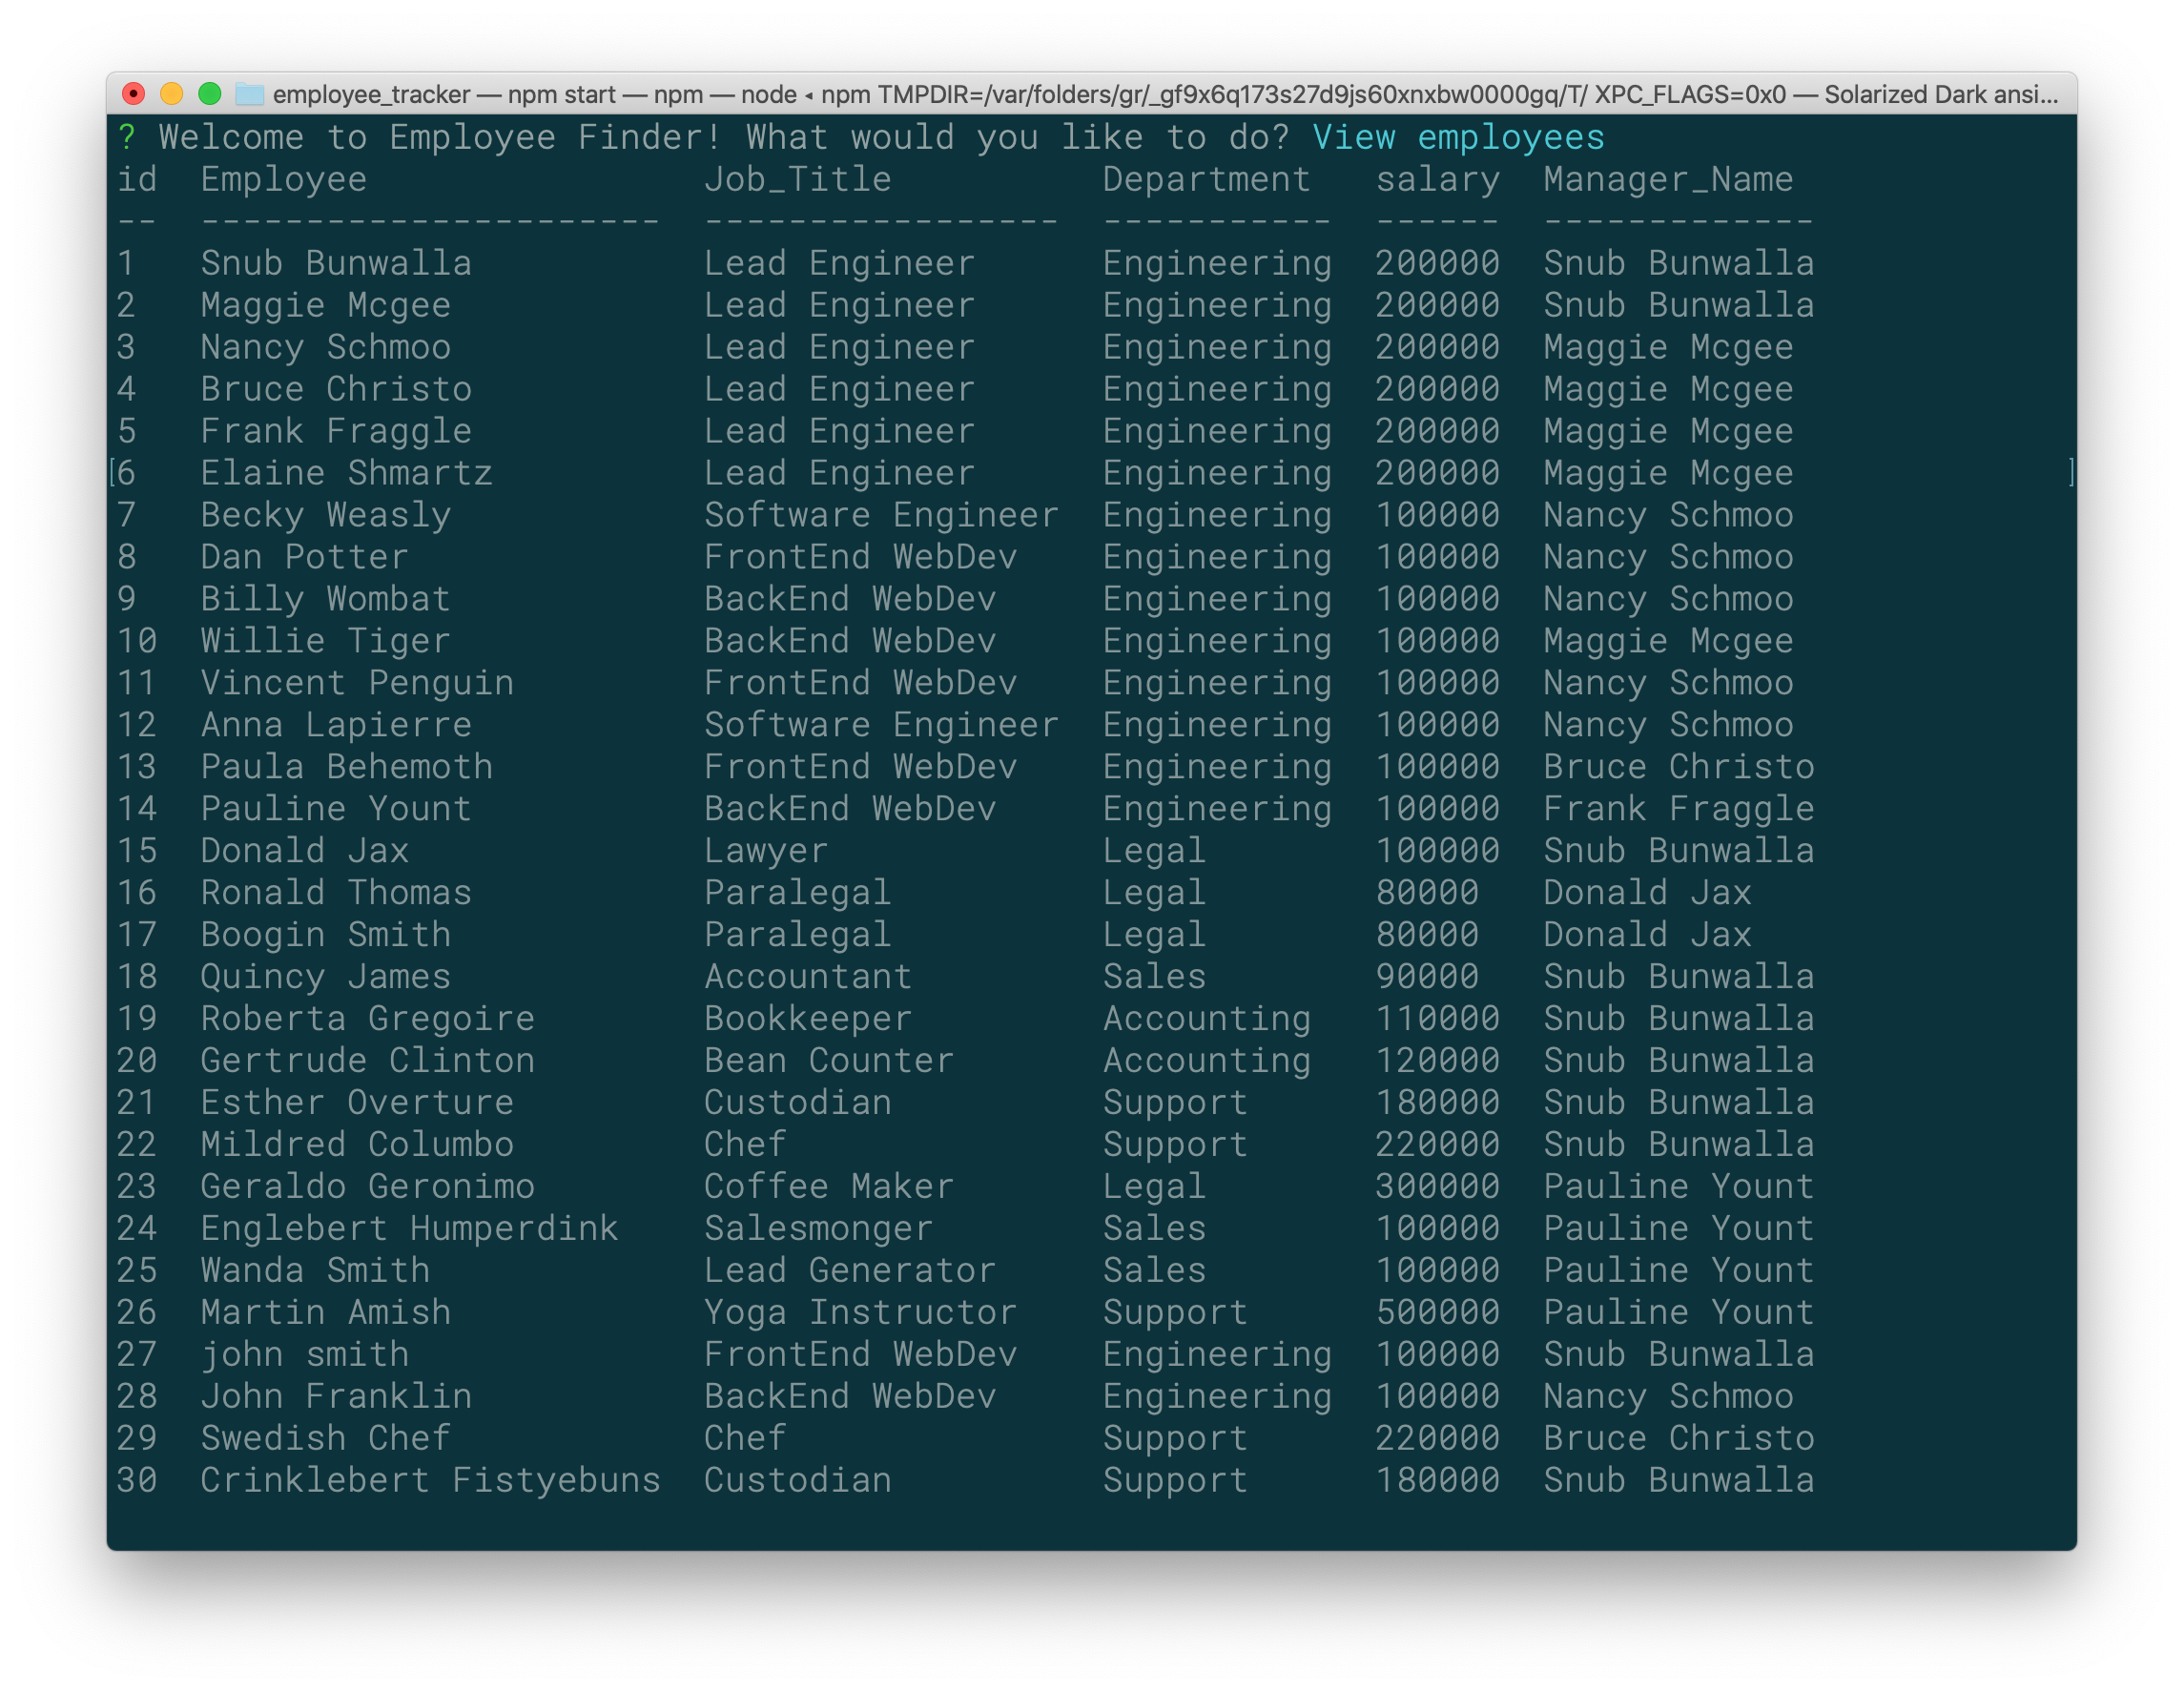 employee_tracker — npm start — npm — node ◂ npm TMPDIR=/var/folders/gr/_gf9x6q173s27d9js60xnxbw0000gq/T/ XPC_FLAGS=0x0 — Solarized Dark ansi...
? Welcome to Employee Finder! What would you like to do? View employees
id  Employee                Job_Title          Department   salary  Manager_Name
--  ----------------------  -----------------  -----------  ------  -------------
1   Snub Bunwalla           Lead Engineer      Engineering  200000  Snub Bunwalla
2   Maggie Mcgee            Lead Engineer      Engineering  200000  Snub Bunwalla
3   Nancy Schmoo            Lead Engineer      Engineering  200000  Maggie Mcgee
4   Bruce Christo           Lead Engineer      Engineering  200000  Maggie Mcgee
5   Frank Fraggle           Lead Engineer      Engineering  200000  Maggie Mcgee
[6   Elaine Shmartz          Lead Engineer      Engineering  200000  Maggie Mcgee ]
7   Becky Weasly            Software Engineer  Engineering  100000  Nancy Schmoo
8   Dan Potter              FrontEnd WebDev    Engineering  100000  Nancy Schmoo
9   Billy Wombat            BackEnd WebDev     Engineering  100000  Nancy Schmoo
10  Willie Tiger            BackEnd WebDev     Engineering  100000  Maggie Mcgee
11  Vincent Penguin         FrontEnd WebDev    Engineering  100000  Nancy Schmoo
12  Anna Lapierre           Software Engineer  Engineering  100000  Nancy Schmoo
13  Paula Behemoth          FrontEnd WebDev    Engineering  100000  Bruce Christo
14  Pauline Yount           BackEnd WebDev     Engineering  100000  Frank Fraggle
15  Donald Jax              Lawyer             Legal        100000  Snub Bunwalla
16  Ronald Thomas           Paralegal          Legal        80000   Donald Jax
17  Boogin Smith            Paralegal          Legal        80000   Donald Jax
18  Quincy James            Accountant         Sales        90000   Snub Bunwalla
19  Roberta Gregoire        Bookkeeper         Accounting   110000  Snub Bunwalla
20  Gertrude Clinton        Bean Counter       Accounting   120000  Snub Bunwalla
21  Esther Overture         Custodian          Support      180000  Snub Bunwalla
22  Mildred Columbo         Chef               Support      220000  Snub Bunwalla
23  Geraldo Geronimo        Coffee Maker       Legal        300000  Pauline Yount
24  Englebert Humperdink    Salesmonger        Sales        100000  Pauline Yount
25  Wanda Smith             Lead Generator     Sales        100000  Pauline Yount
26  Martin Amish            Yoga Instructor    Support      500000  Pauline Yount
27  john smith              FrontEnd WebDev    Engineering  100000  Snub Bunwalla
28  John Franklin           BackEnd WebDev     Engineering  100000  Nancy Schmoo
29  Swedish Chef            Chef               Support      220000  Bruce Christo
30  Crinklebert Fistyebuns  Custodian          Support      180000  Snub Bunwalla